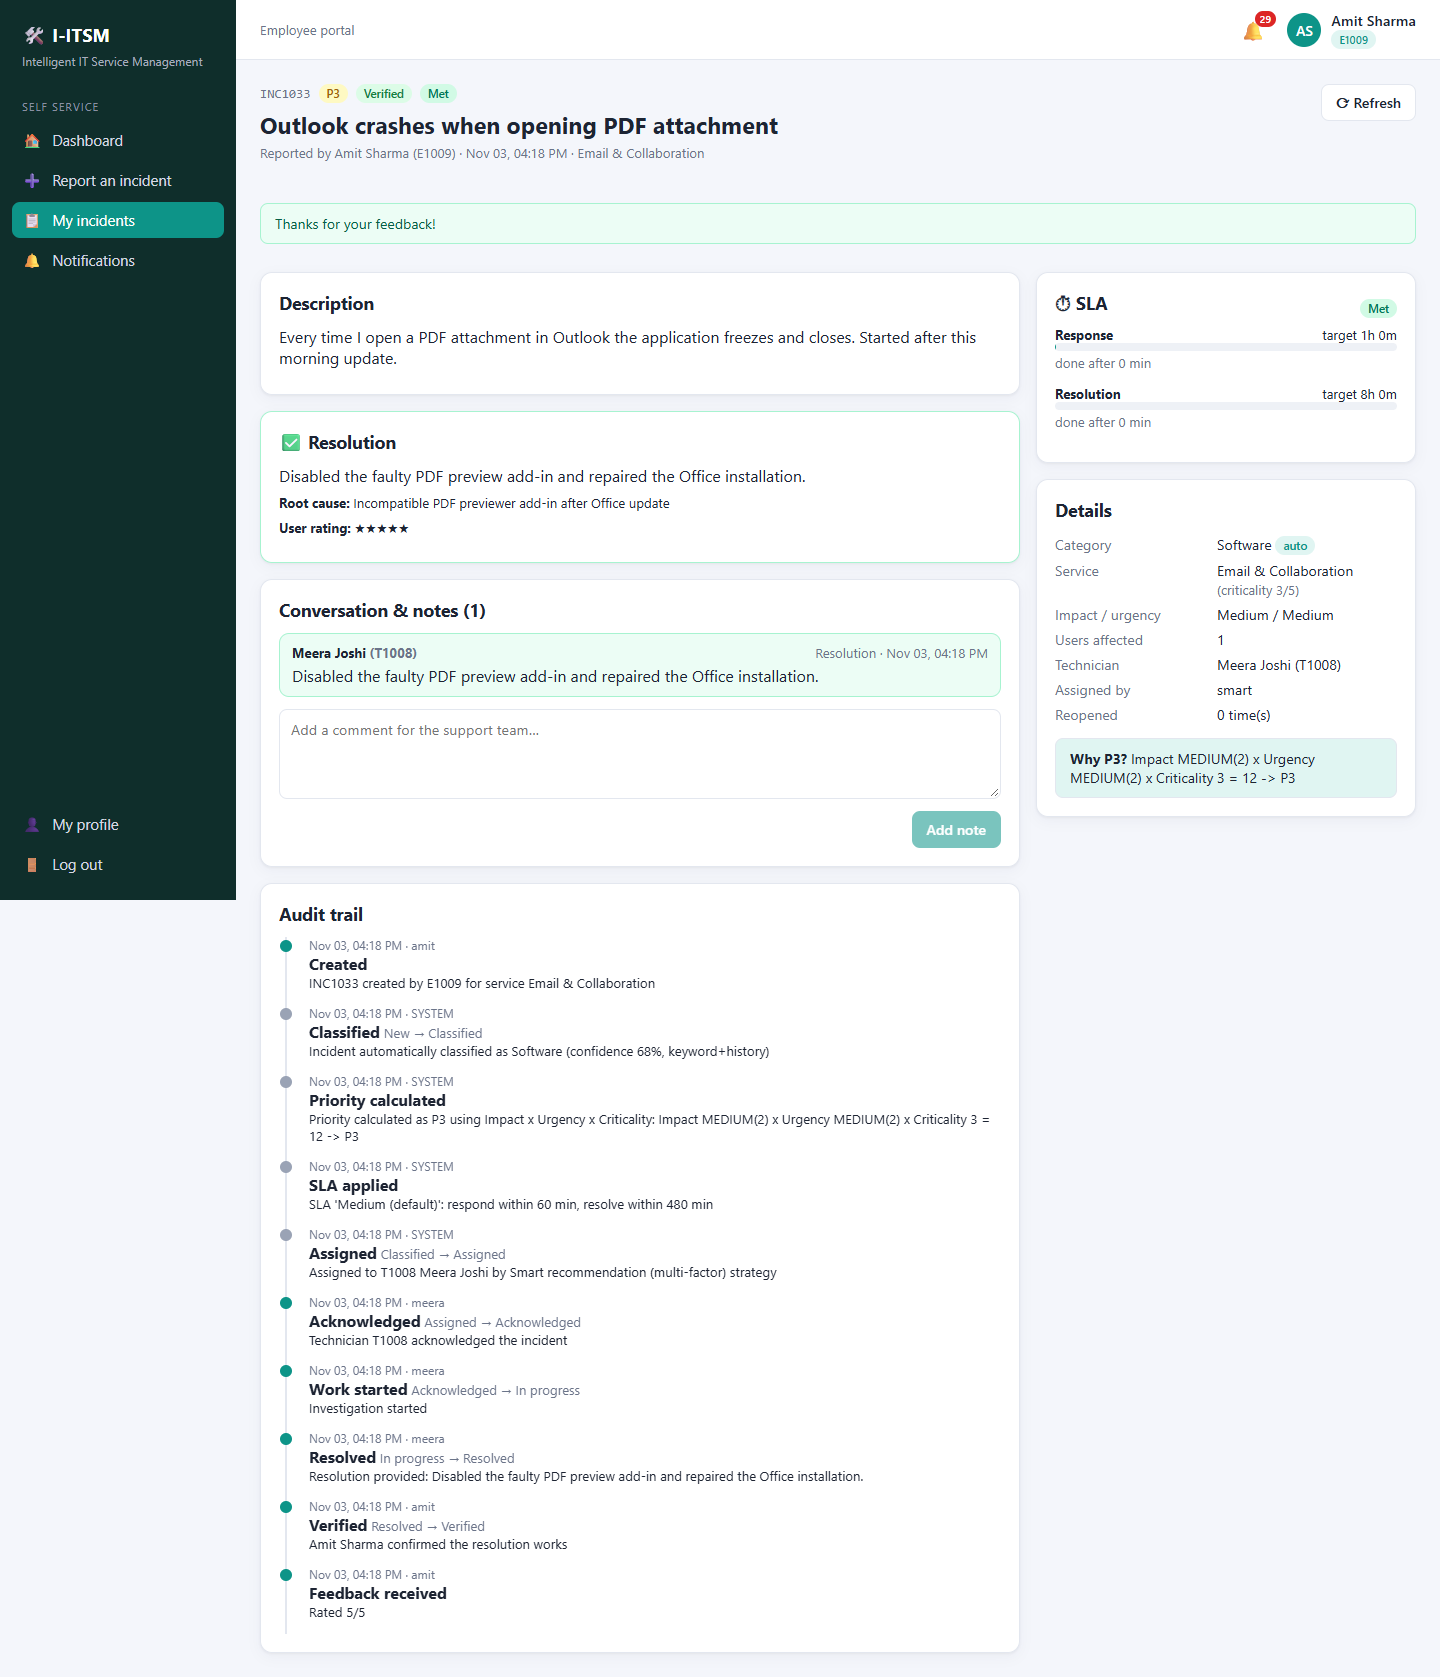 I-ITSM
Intelligent IT Service Management
SELF SERVICE
Dashboard
Report an incident
My incidents
Notifications
My profile
Log out
Employee portal
29
AS
Amit Sharma
E1009
INC1033 P3 Verified Met
Outlook crashes when opening PDF attachment
Reported by Amit Sharma (E1009) · Nov 03, 04:18 PM · Email & Collaboration
Refresh
Thanks for your feedback!
Description
Every time I open a PDF attachment in Outlook the application freezes and closes. Started after this
morning update.
Resolution
Disabled the faulty PDF preview add-in and repaired the Office installation.
Root cause: Incompatible PDF previewer add-in after Office update
User rating: ★★★★★
Conversation & notes (1)
Meera Joshi (T1008) Resolution · Nov 03, 04:18 PM
Disabled the faulty PDF preview add-in and repaired the Office installation.
Add a comment for the support team...
Add note
Audit trail
Nov 03, 04:18 PM · amit
Created
INC1033 created by E1009 for service Email & Collaboration
Nov 03, 04:18 PM · SYSTEM
Classified New → Classified
Incident automatically classified as Software (confidence 68%, keyword+history)
Nov 03, 04:18 PM · SYSTEM
Priority calculated
Priority calculated as P3 using Impact x Urgency x Criticality: Impact MEDIUM(2) x Urgency MEDIUM(2) x Criticality 3 =
12 -> P3
Nov 03, 04:18 PM · SYSTEM
SLA applied
SLA 'Medium (default)': respond within 60 min, resolve within 480 min
Nov 03, 04:18 PM · SYSTEM
Assigned Classified → Assigned
Assigned to T1008 Meera Joshi by Smart recommendation (multi-factor) strategy
Nov 03, 04:18 PM · meera
Acknowledged Assigned → Acknowledged
Technician T1008 acknowledged the incident
Nov 03, 04:18 PM · meera
Work started Acknowledged → In progress
Investigation started
Nov 03, 04:18 PM · meera
Resolved In progress → Resolved
Resolution provided: Disabled the faulty PDF preview add-in and repaired the Office installation.
Nov 03, 04:18 PM · amit
Verified Resolved → Verified
Amit Sharma confirmed the resolution works
Nov 03, 04:18 PM · amit
Feedback received
Rated 5/5
SLA
Met
Response target 1h 0m
done after 0 min
Resolution target 8h 0m
done after 0 min
Details
Category Software auto
Service Email & Collaboration
(criticality 3/5)
Impact / urgency Medium / Medium
Users affected 1
Technician Meera Joshi (T1008)
Assigned by smart
Reopened 0 time(s)
Why P3? Impact MEDIUM(2) x Urgency
MEDIUM(2) x Criticality 3 = 12 -> P3